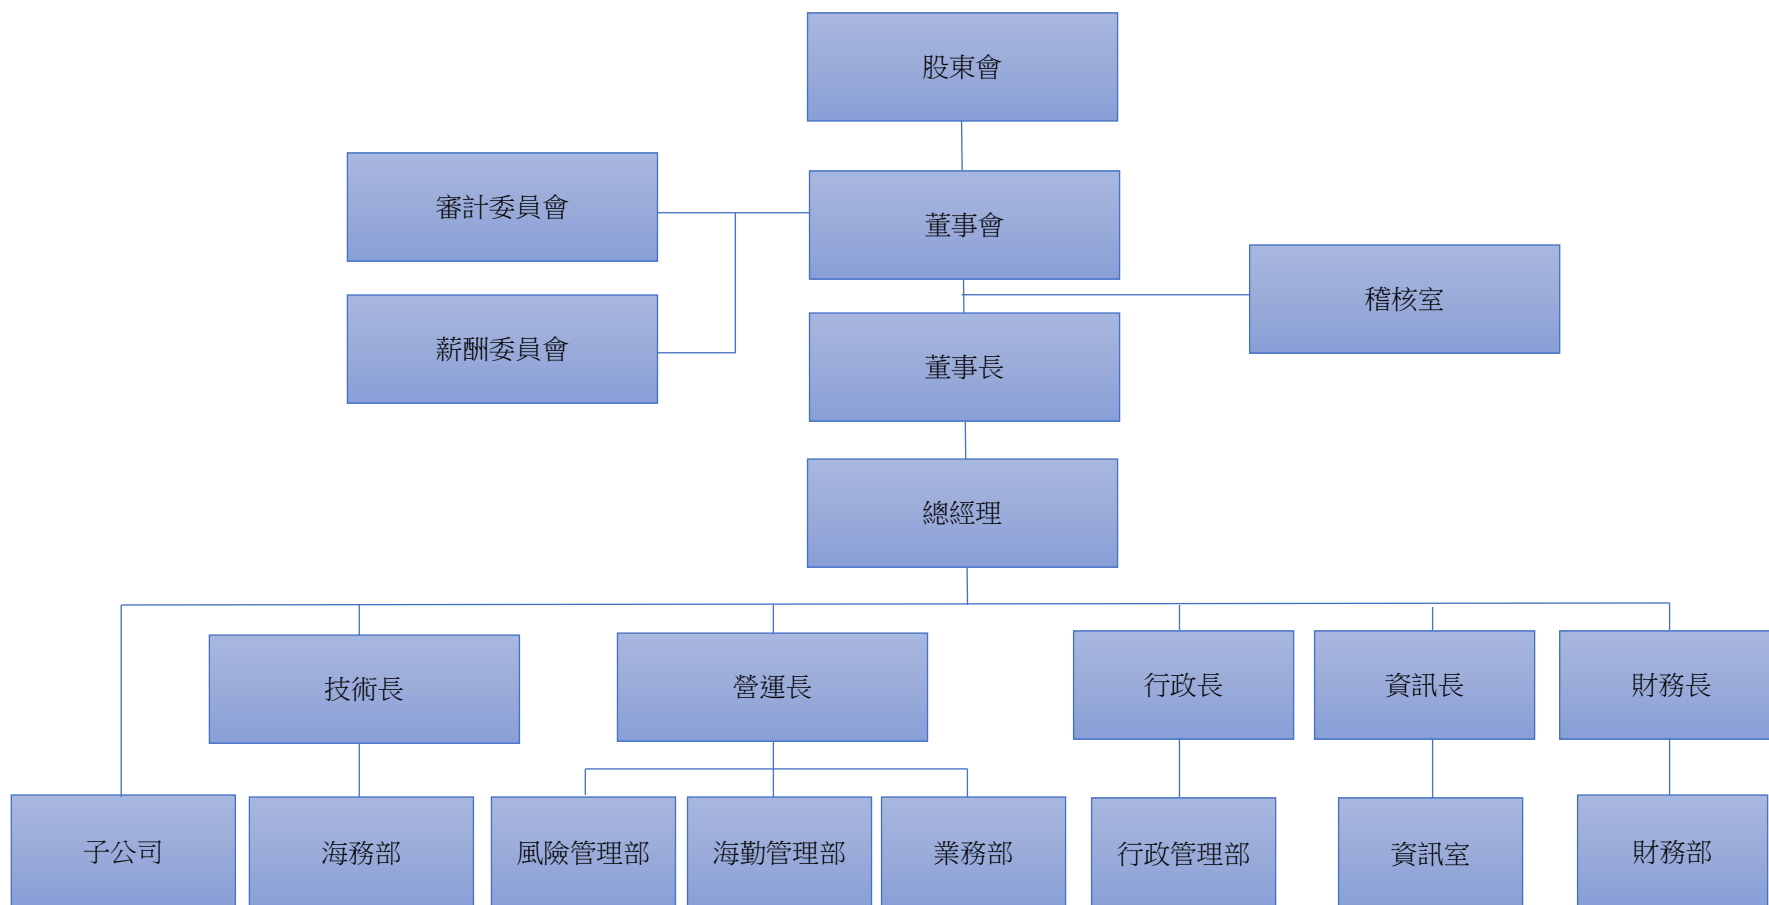 股東會
審計委員會
董事會
稽核室
薪酬委員會
董事長
總經理
技術長
營運長
行政長
資訊長
財務長
子公司
海務部
風險管理部
海勤管理部
業務部
行政管理部
資訊室
財務部